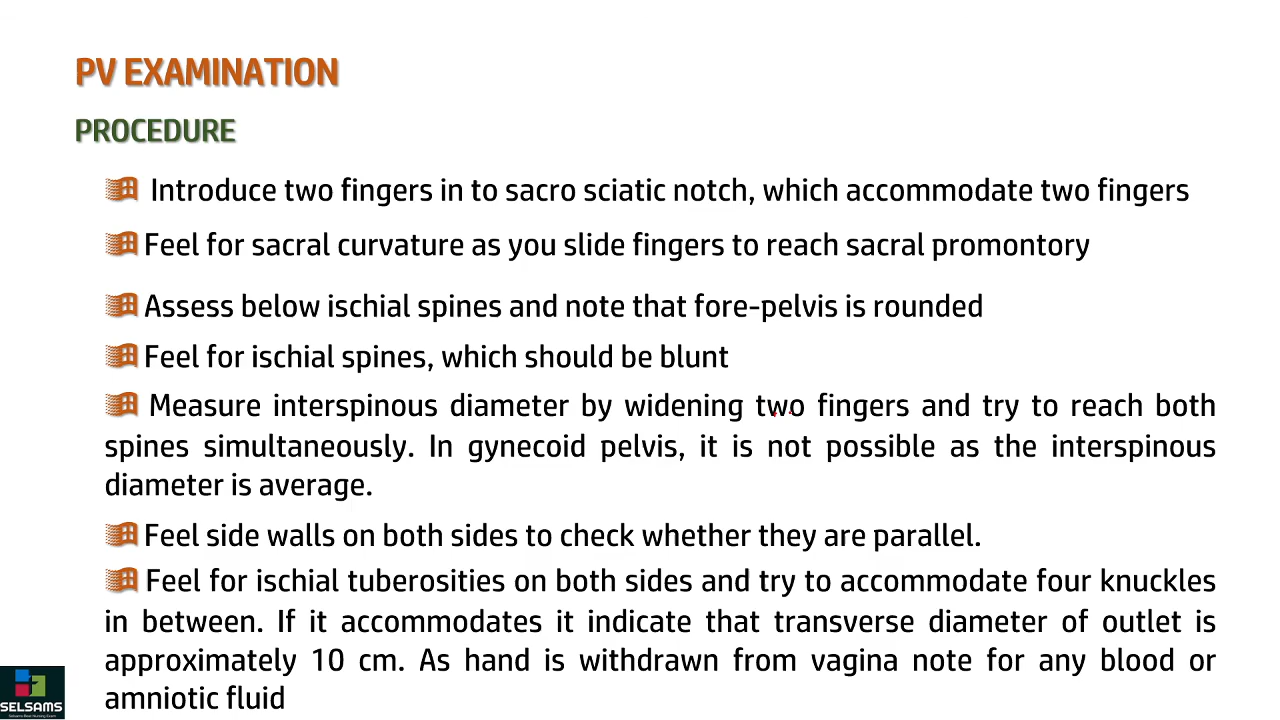 PV EXAMINATION
PROCEDURE
Introduce two fingers in to sacro sciatic notch, which accommodate two fingers
Feel for sacral curvature as you slide fingers to reach sacral promontory
Assess below ischial spines and note that fore-pelvis is rounded
Feel for ischial spines, which should be blunt
Measure interspinous diameter by widening two fingers and try to reach both
spines simultaneously. In gynecoid pelvis, it is not possible as the interspinous
diameter is average.
Feel side walls on both sides to check whether they are parallel.
Feel for ischial tuberosities on both sides and try to accommodate four knuckles
in between. If it accommodates it indicate that transverse diameter of outlet is
approximately 10 cm. As hand is withdrawn from vagina note for any blood or
amniotic fluid
SELSAMS